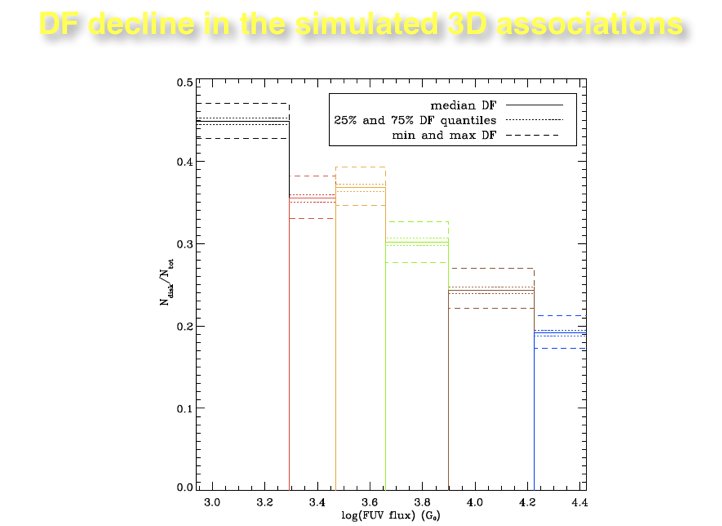 DF decline in the simulated 3D associations
0.5
median DF
25% and 75% DF quantiles
min and max DF
0.4
0.3
N_disk/N_tot
0.2
0.1
0.0
3.0 3.2 3.4 3.6 3.8 4.0 4.2 4.4
log(FUV flux) (G₀)